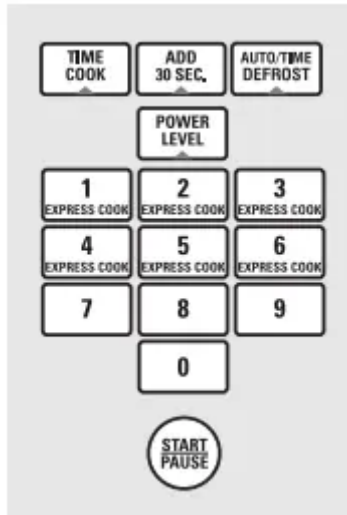 TIME
COOK
ADD
30 SEC.
AUTO/TIME
DEFROST
POWER
LEVEL
1
EXPRESS COOK
2
EXPRESS COOK
3
EXPRESS COOK
4
EXPRESS COOK
5
EXPRESS COOK
6
EXPRESS COOK
7
8
9
0
START
PAUSE